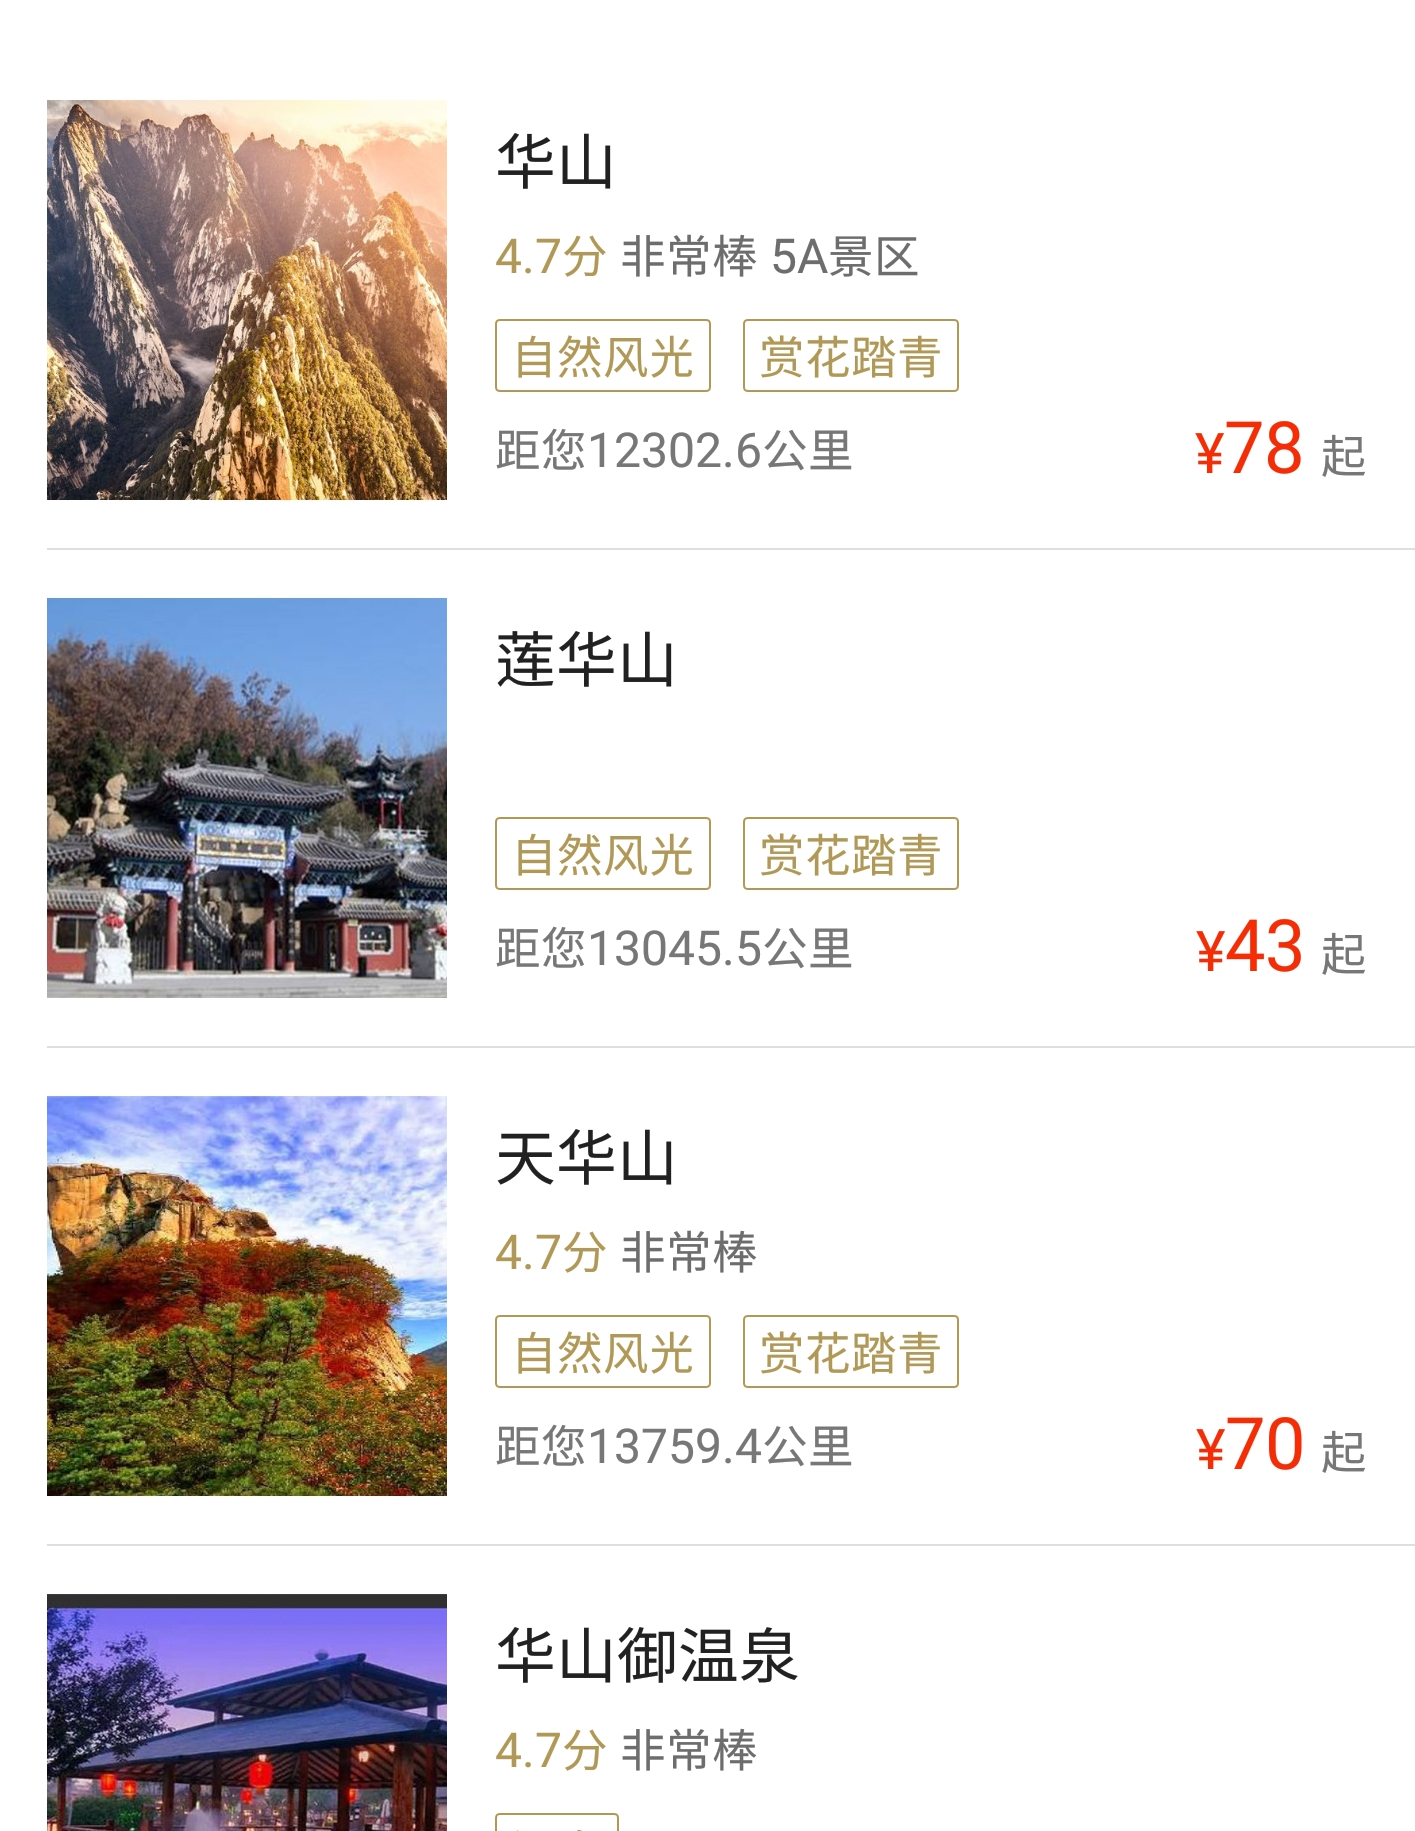 华山
4.7分 非常棒 5A景区
自然风光 赏花踏青
距您12302.6公里 ¥78 起
莲华山
自然风光 赏花踏青
距您13045.5公里 ¥43 起
天华山
4.7分 非常棒
自然风光 赏花踏青
距您13759.4公里 ¥70 起
华山御温泉
4.7分 非常棒